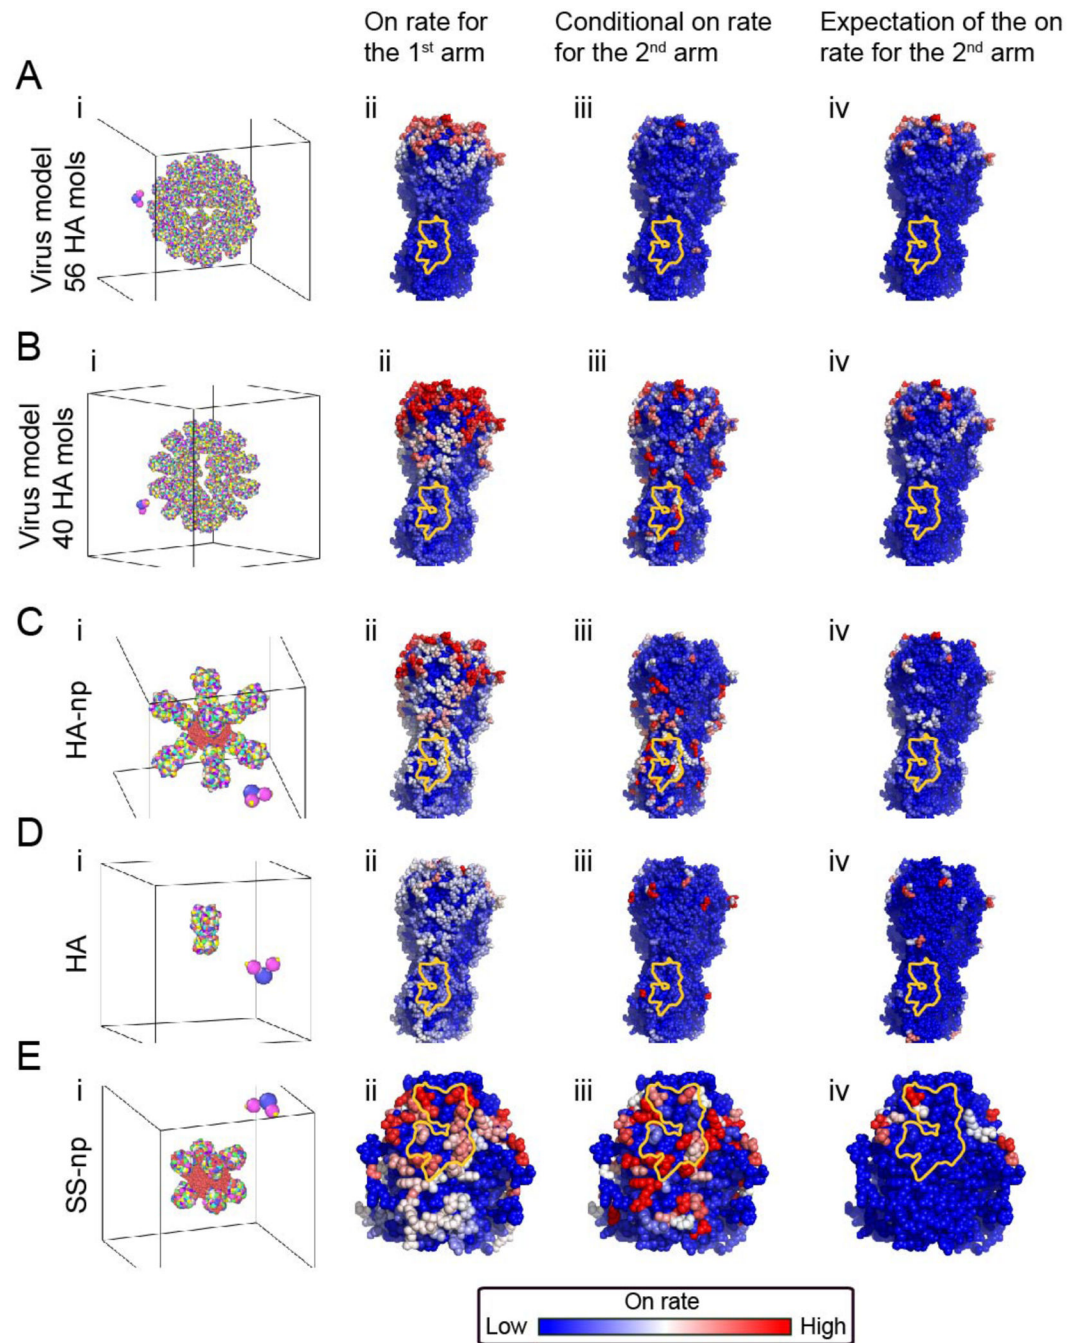 On rate for
the 1st arm
Conditional on rate
for the 2nd arm
Expectation of the on
rate for the 2nd arm
A
i
ii
iii
iv
Virus model
56 HA mols
B
i
ii
iii
iv
Virus model
40 HA mols
C
i
ii
iii
iv
HA-np
D
i
ii
iii
iv
HA
E
i
ii
iii
iv
SS-np
On rate
Low
High